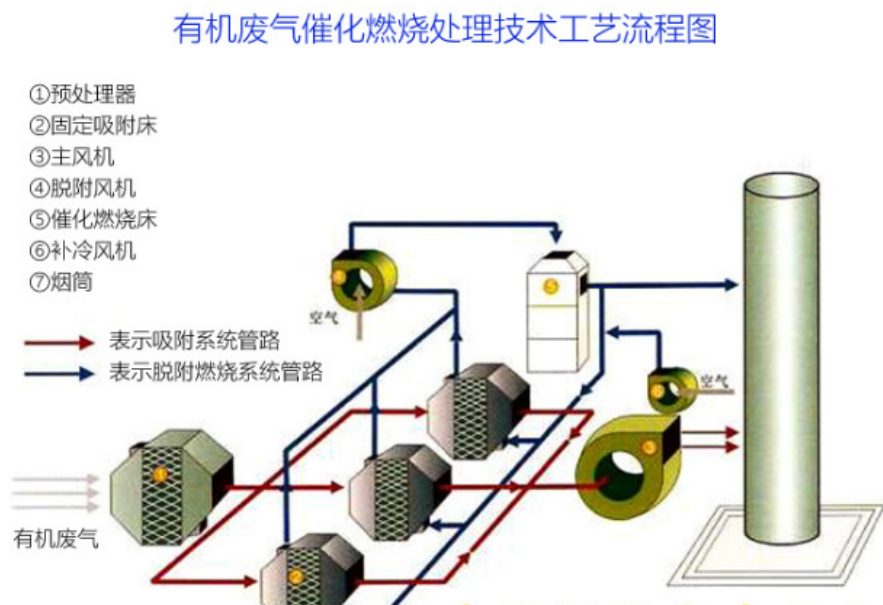 有机废气催化燃烧处理技术工艺流程图
①预处理器
②固定吸附床
③主风机
④脱附风机
⑤催化燃烧床
⑥补冷风机
⑦烟筒
空气
表示吸附系统管路
表示脱附燃烧系统管路
空气
有机废气
①
②
⑤